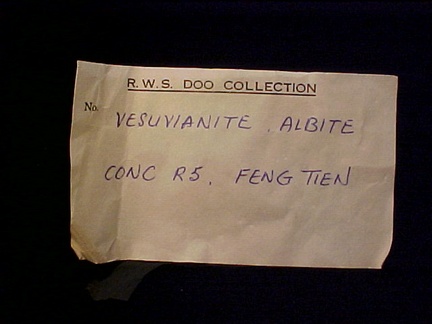 R.W.S. DOO COLLECTION
No.
VESUVIANITE, ALBITE
CONC R5. FENG TIEN